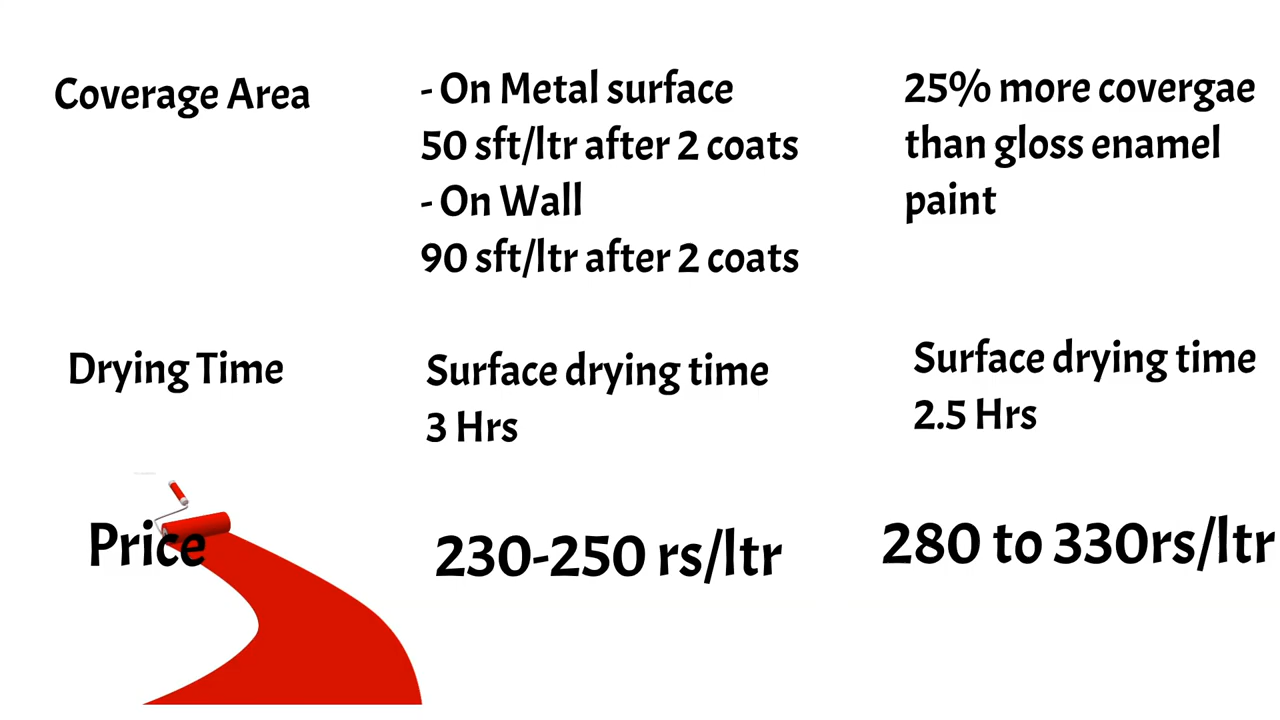 Coverage Area
- On Metal surface
50 sft/ltr after 2 coats
- On Wall
90 sft/ltr after 2 coats
25% more covergae
than gloss enamel
paint
Drying Time
Surface drying time
3 Hrs
Surface drying time
2.5 Hrs
Price
230-250 rs/ltr
280 to 330rs/ltr